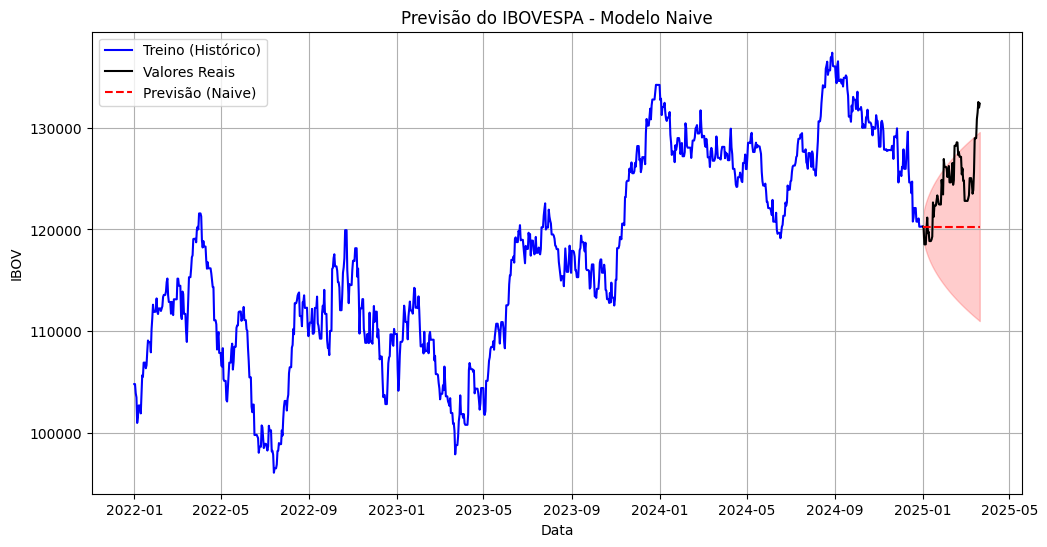 Previsão do IBOVESPA - Modelo Naive
Treino (Histórico)
Valores Reais
Previsão (Naive)
IBOV
130000
120000
110000
100000
2022-01 2022-05 2022-09 2023-01 2023-05 2023-09 2024-01 2024-05 2024-09 2025-01 2025-05
Data